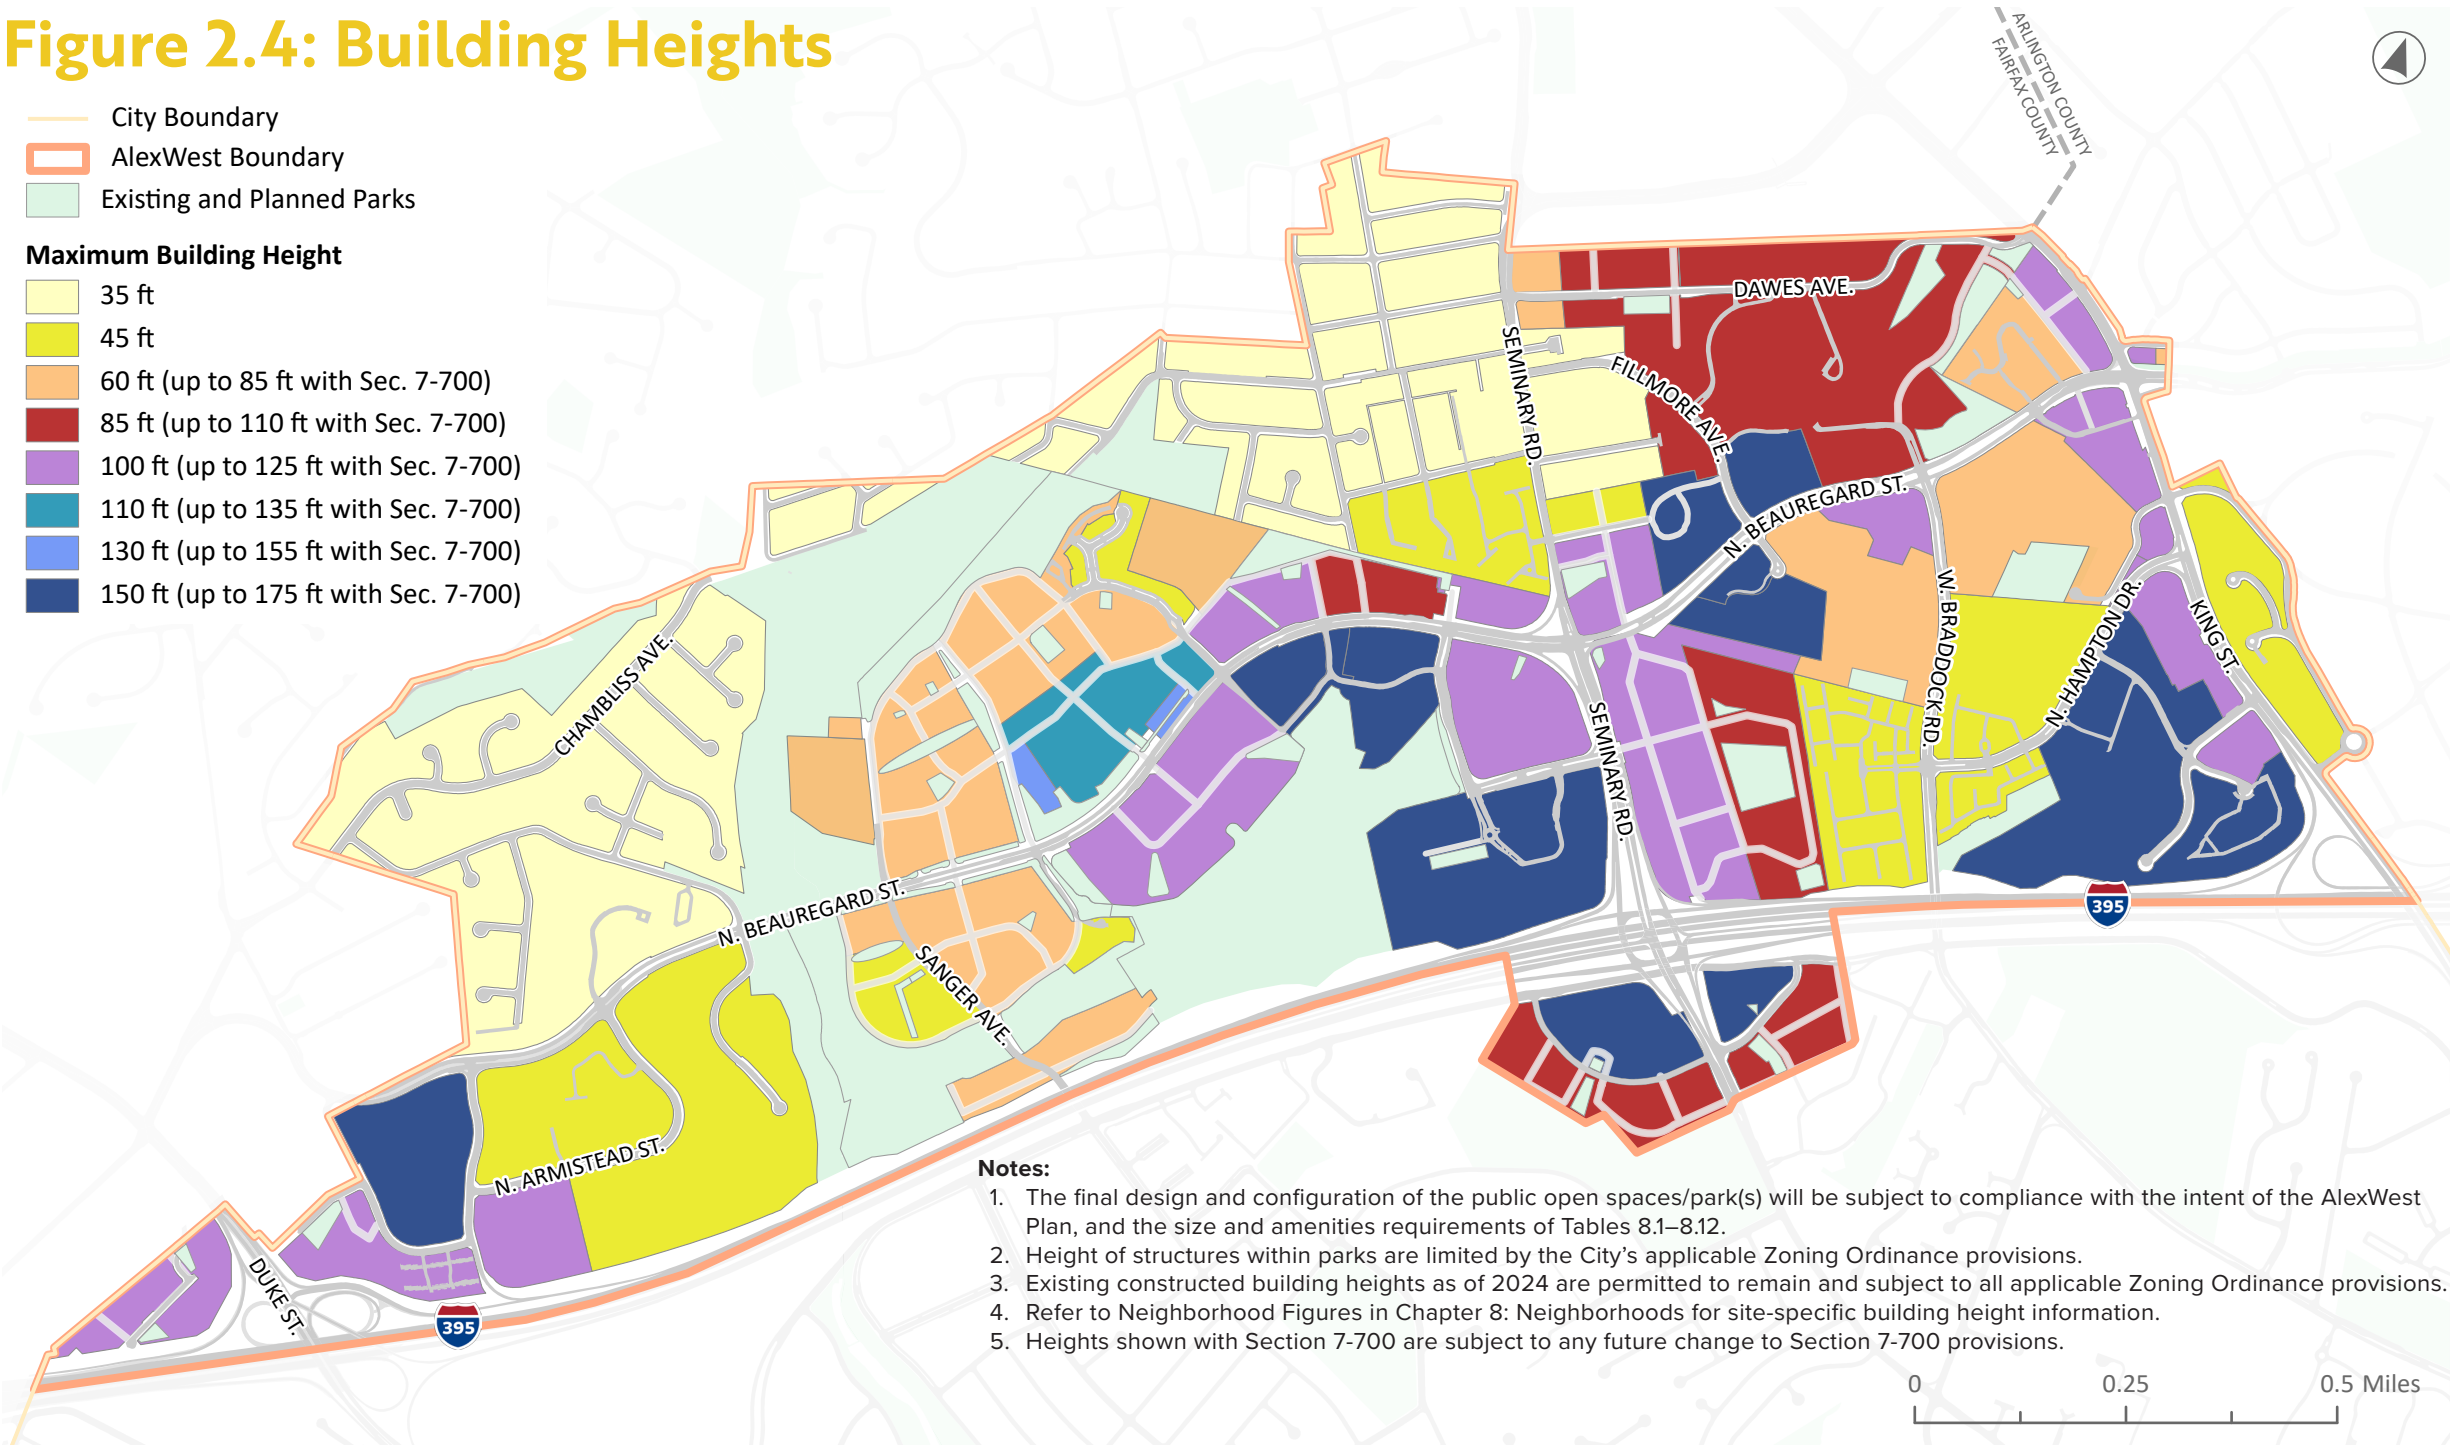 Figure 2.4: Building Heights
City Boundary
AlexWest Boundary
Existing and Planned Parks
Maximum Building Height
35 ft
45 ft
60 ft (up to 85 ft with Sec. 7-700)
85 ft (up to 110 ft with Sec. 7-700)
100 ft (up to 125 ft with Sec. 7-700)
110 ft (up to 135 ft with Sec. 7-700)
130 ft (up to 155 ft with Sec. 7-700)
150 ft (up to 175 ft with Sec. 7-700)
ARLINGTON COUNTY
FAIRFAX COUNTY
DAWES AVE.
SEMINARY RD.
FILLMORE AVE.
N. BEAUREGARD ST.
W. BRADDOCK RD.
N. HAMPTON DR.
KING ST.
CHAMBLISS AVE.
SEMINARY RD.
N. BEAUREGARD ST.
SANGER AVE.
395
N. ARMISTEAD ST.
DUKE ST.
395
Notes:
1. The final design and configuration of the public open spaces/park(s) will be subject to compliance with the intent of the AlexWest
Plan, and the size and amenities requirements of Tables 8.1–8.12.
2. Height of structures within parks are limited by the City's applicable Zoning Ordinance provisions.
3. Existing constructed building heights as of 2024 are permitted to remain and subject to all applicable Zoning Ordinance provisions.
4. Refer to Neighborhood Figures in Chapter 8: Neighborhoods for site-specific building height information.
5. Heights shown with Section 7-700 are subject to any future change to Section 7-700 provisions.
0 0.25 0.5 Miles